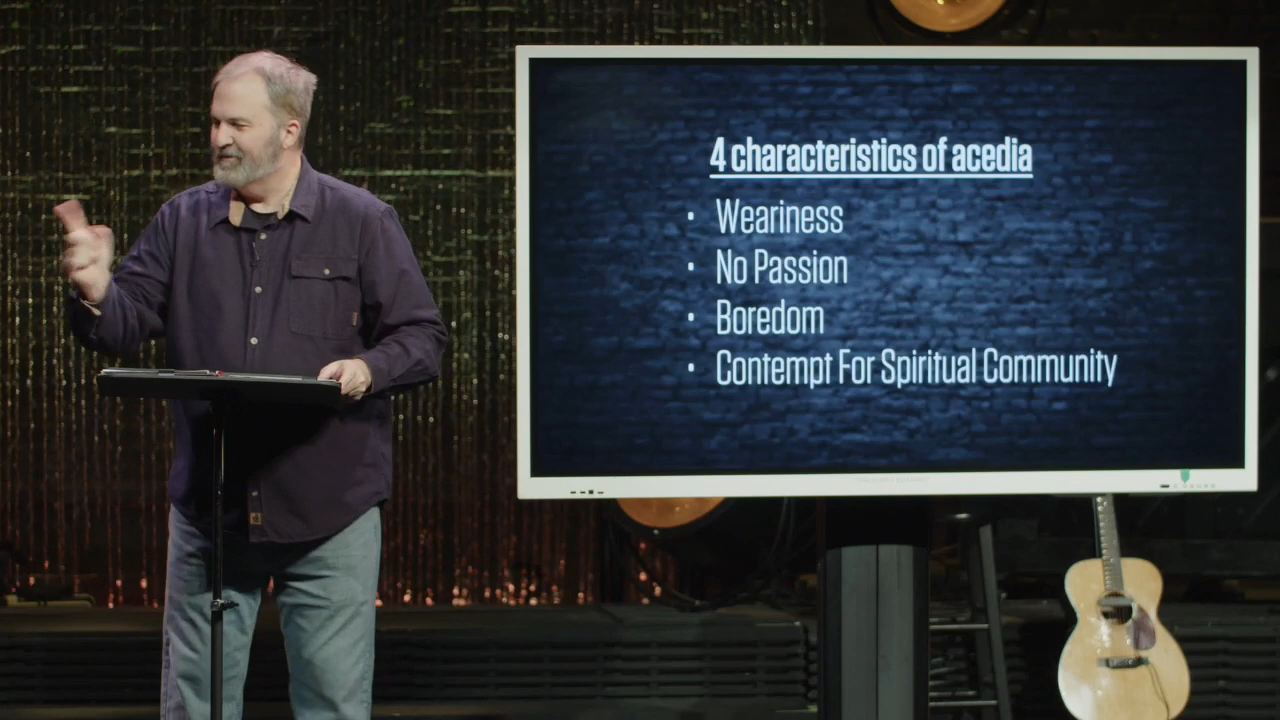 4 characteristics of acedia
• Weariness
• No Passion
• Boredom
• Contempt For Spiritual Community